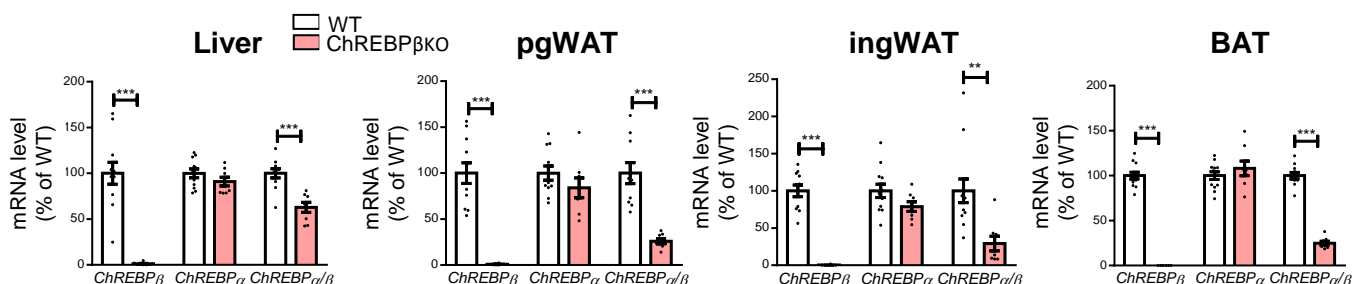 WT
ChREBPβKO
Liver
pgWAT
ingWAT
BAT
mRNA level
(% of WT)
200
150
100
50
0
***
***
ChREBPβ
ChREBPα
ChREBPα/β
mRNA level
(% of WT)
200
150
100
50
0
***
***
ChREBPβ
ChREBPα
ChREBPα/β
mRNA level
(% of WT)
250
200
150
100
50
0
***
**
ChREBPβ
ChREBPα
ChREBPα/β
mRNA level
(% of WT)
200
150
100
50
0
***
***
ChREBPβ
ChREBPα
ChREBPα/β